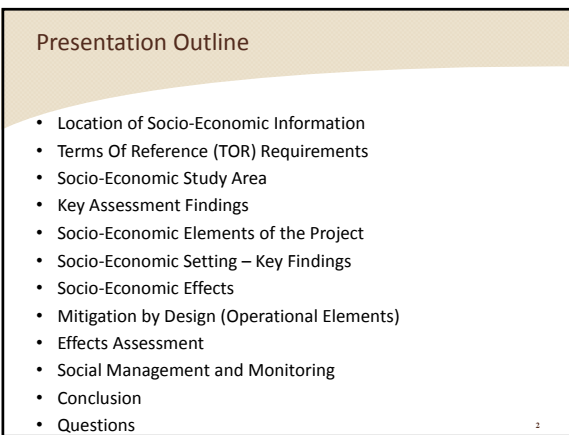 Presentation Outline
• Location of Socio-Economic Information
• Terms Of Reference (TOR) Requirements
• Socio-Economic Study Area
• Key Assessment Findings
• Socio-Economic Elements of the Project
• Socio-Economic Setting – Key Findings
• Socio-Economic Effects
• Mitigation by Design (Operational Elements)
• Effects Assessment
• Social Management and Monitoring
• Conclusion
• Questions
2